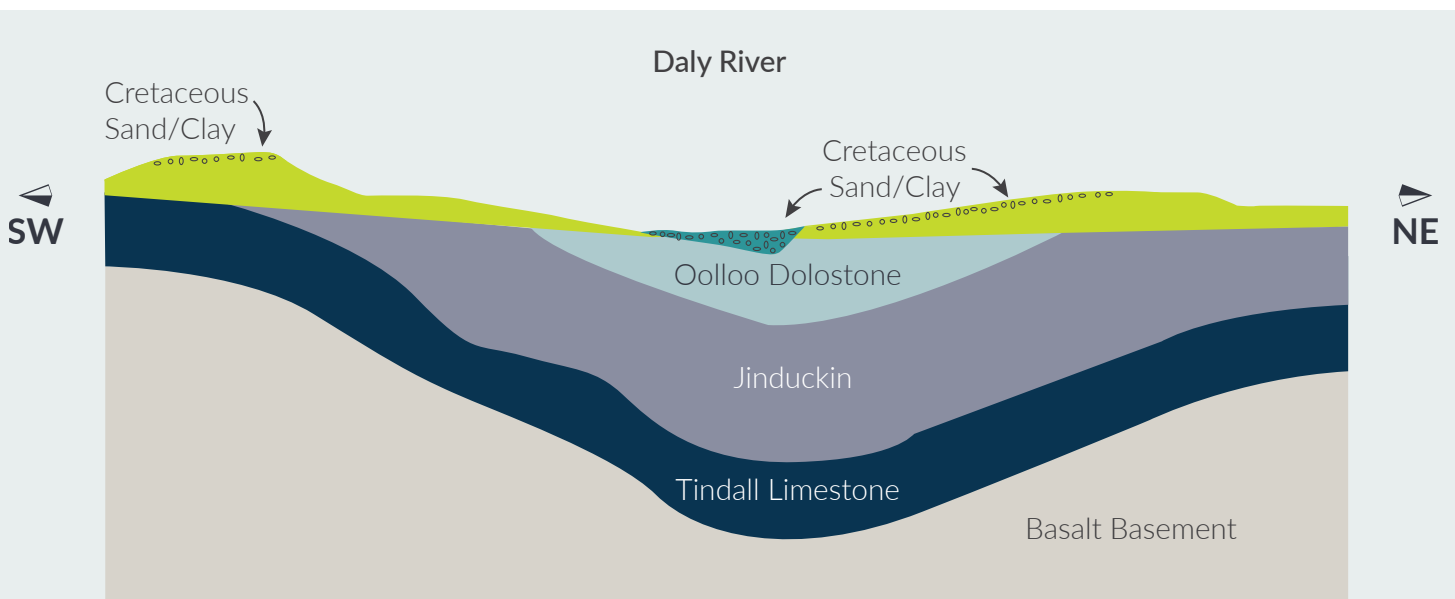 Daly River
Cretaceous
Sand/Clay
Cretaceous
Sand/Clay
SW
NE
Oolloo Dolostone
Jinduckin
Tindall Limestone
Basalt Basement